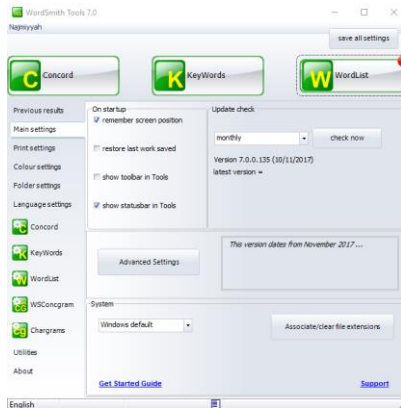 WordSmith Tools 7.0
Najmiyyah
save all settings
C Concord
K KeyWords
W WordList
Previous results
Main settings
Print settings
Colour settings
Folder settings
Language settings
Concord
KeyWords
WordList
WSConcgram
Chargrams
Utilities
About
On startup
remember screen position
restore last work saved
show toolbar in Tools
show statusbar in Tools
Update check
monthly
check now
Version 7.0.0.135 (10/11/2017)
latest version =
Advanced Settings
This version dates from November 2017 ...
System
Windows default
Associate/clear file extensions
Get Started Guide
Support
English